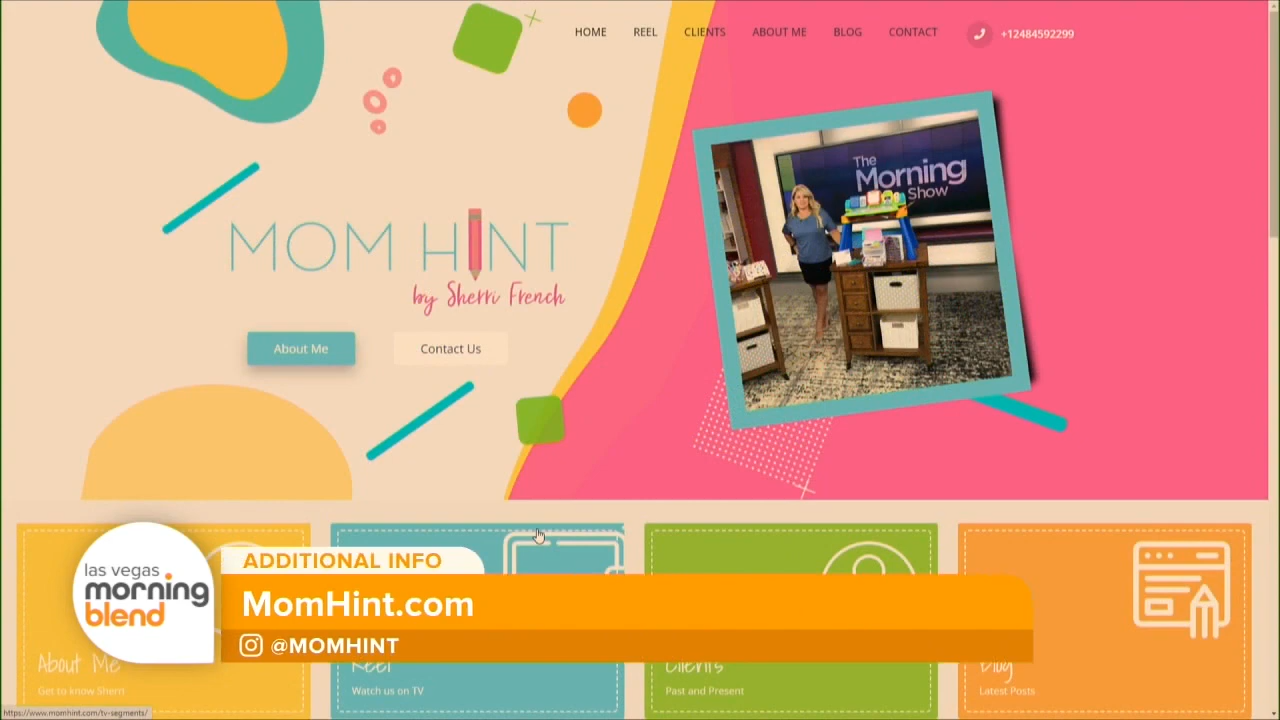 HOME REEL CLIENTS ABOUT ME BLOG CONTACT +12484592299
The
Morning
Show
MOM HINT
by Sherri French
About Me Contact Us
ADDITIONAL INFO
las vegas
morning
blend
MomHint.com
@MOMHINT
About Me Reel Clients Blog
Get to know Sherri Watch us on TV Past and Present Latest Posts
https://www.momhint.com/tv-segments/